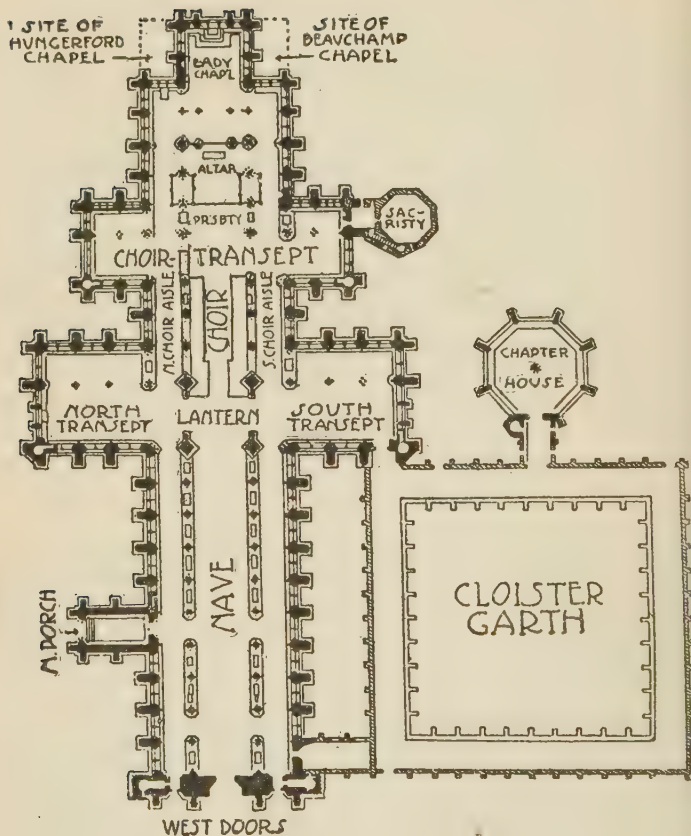 SITE OF
HUNGERFORD
CHAPEL
SITE OF
BEAUCHAMP
CHAPEL
LADY
CHAPL
ALTAR
PRSBTY
SAC-
RISTY
CHOIR-TRANSEPT
N. CHOIR AISLE
CHOIR
S. CHOIR AISLE
CHAPTER
HOUSE
NORTH
TRANSEPT
LANTERN
SOUTH
TRANSEPT
NAVE
N. PORCH
CLOISTER
GARTH
WEST DOORS